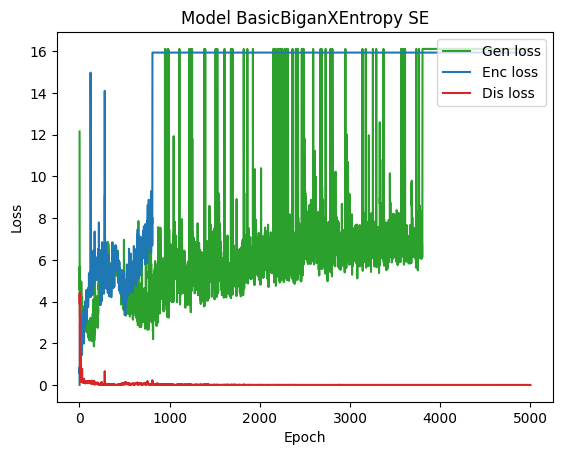 Model BasicBiganXEntropy SE
Gen loss
Enc loss
Dis loss
Loss
16
14
12
10
8
6
4
2
0
0 1000 2000 3000 4000 5000
Epoch